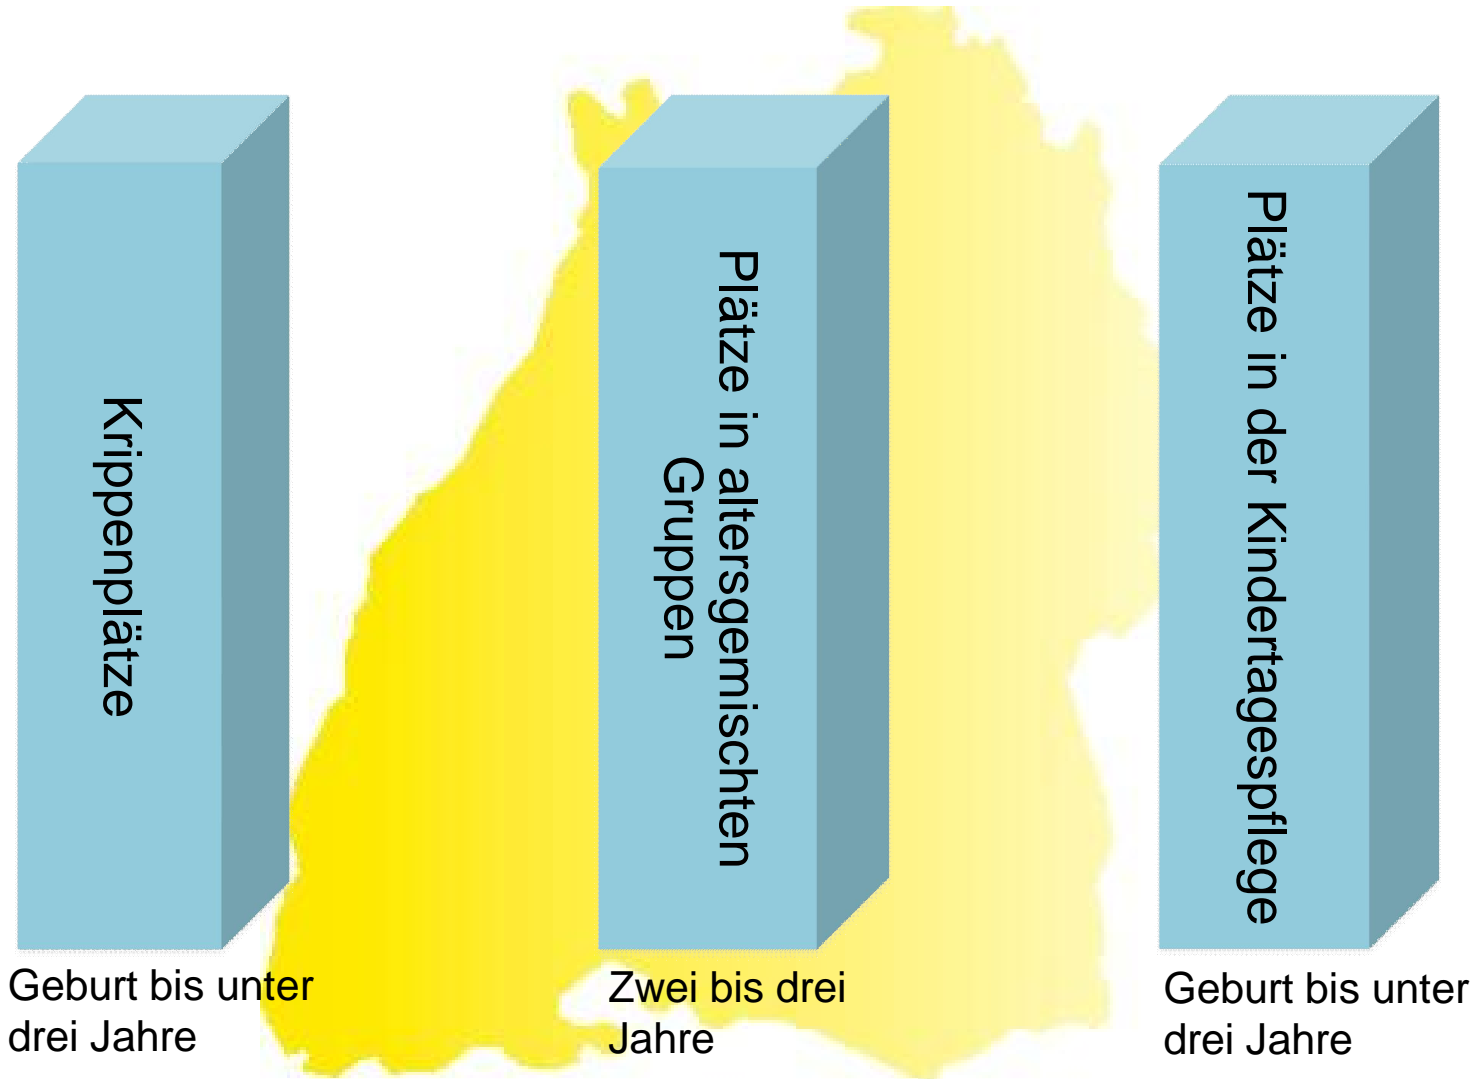 Krippenplätze
Geburt bis unter
drei Jahre
Plätze in altersgemischten
Gruppen
Zwei bis drei
Jahre
Plätze in der Kindertagespflege
Geburt bis unter
drei Jahre